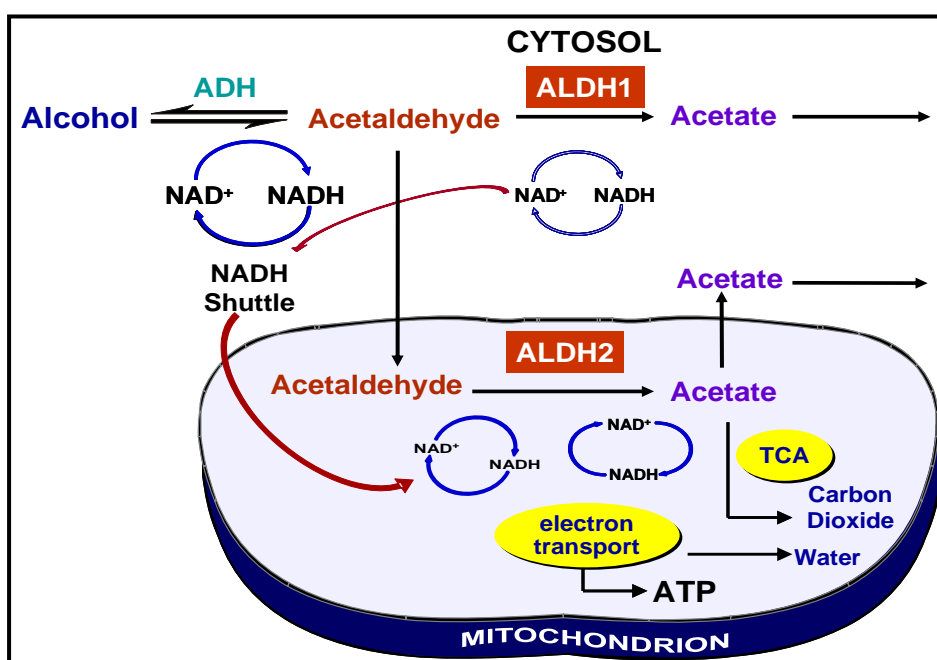 CYTOSOL
ADH
ALDH1
Alcohol
Acetaldehyde
Acetate
NAD+
NADH
NAD+
NADH
NADH
Shuttle
Acetate
ALDH2
Acetaldehyde
Acetate
NAD+
NADH
NAD+
NADH
TCA
Carbon
Dioxide
electron
transport
Water
ATP
MITOCHONDRION